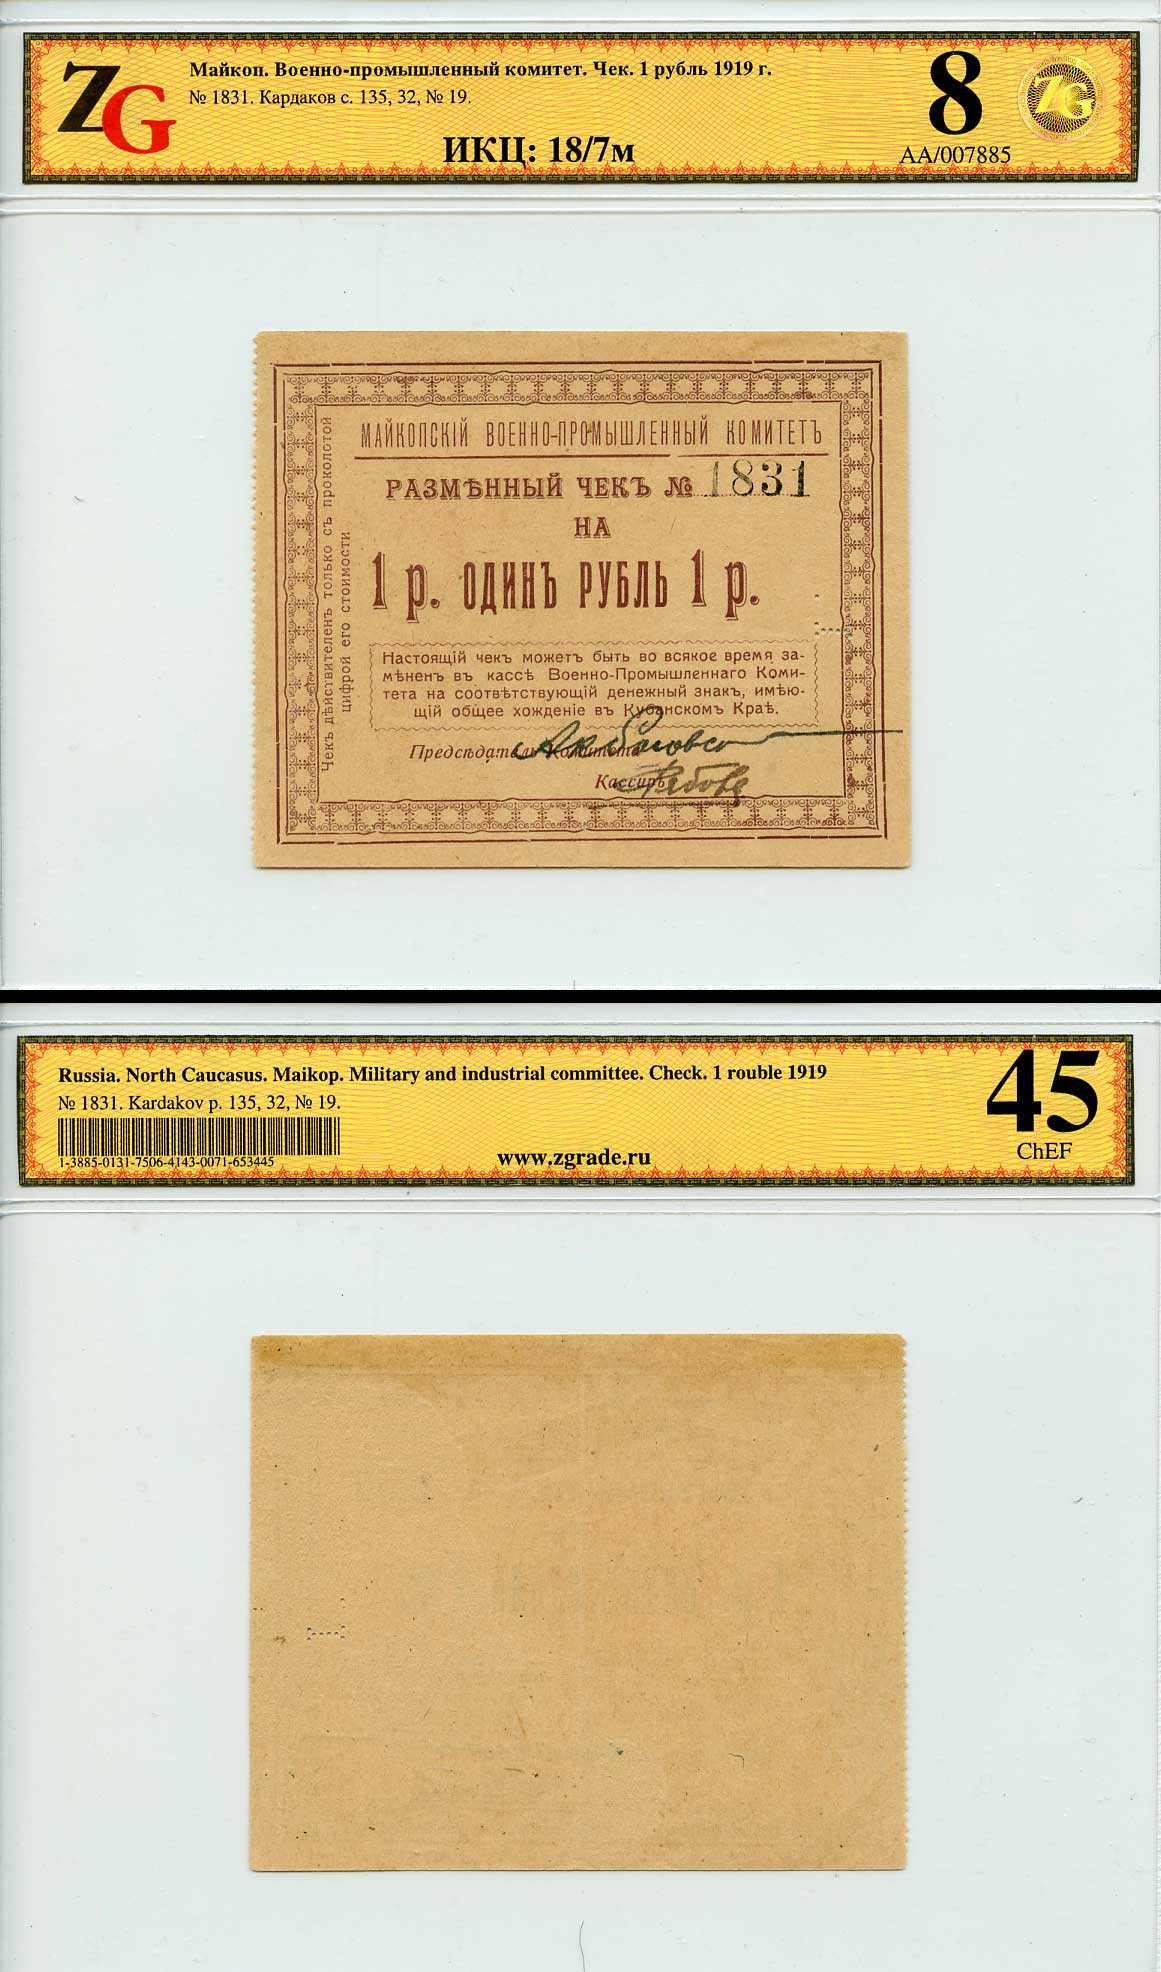 ZG
Майкоп. Военно-промышленный комитет. Чек. 1 рубль 1919 г.
№ 1831. Кардаков с. 135, 32, № 19.
ИКЦ: 18/7м
8
AA/007885
ZG
МАЙКОПСКІЙ ВОЕННО-ПРОМЫШЛЕННЫЙ КОМИТЕТЪ
РАЗМѢННЫЙ ЧЕКЪ № 1831
НА
1 р. ОДИНЪ РУБЛЬ 1 р.
Настоящій чекъ можетъ быть во всякое время за-
мѣненъ въ кассѣ Военно-Промышленнаго Коми-
тета на соотвѣтствующій денежный знакъ, имѣю-
щій общее хожденіе въ Кубанскомъ Краѣ.
Предсѣдатель Комитета
Кассиръ
Чекъ дѣйствителенъ только съ проколотой
цифрой его стоимости
Russia. North Caucasus. Maikop. Military and industrial committee. Check. 1 rouble 1919
№ 1831. Kardakov p. 135, 32, № 19.
1-3885-0131-7506-4143-0071-653445
www.zgrade.ru
45
ChEF